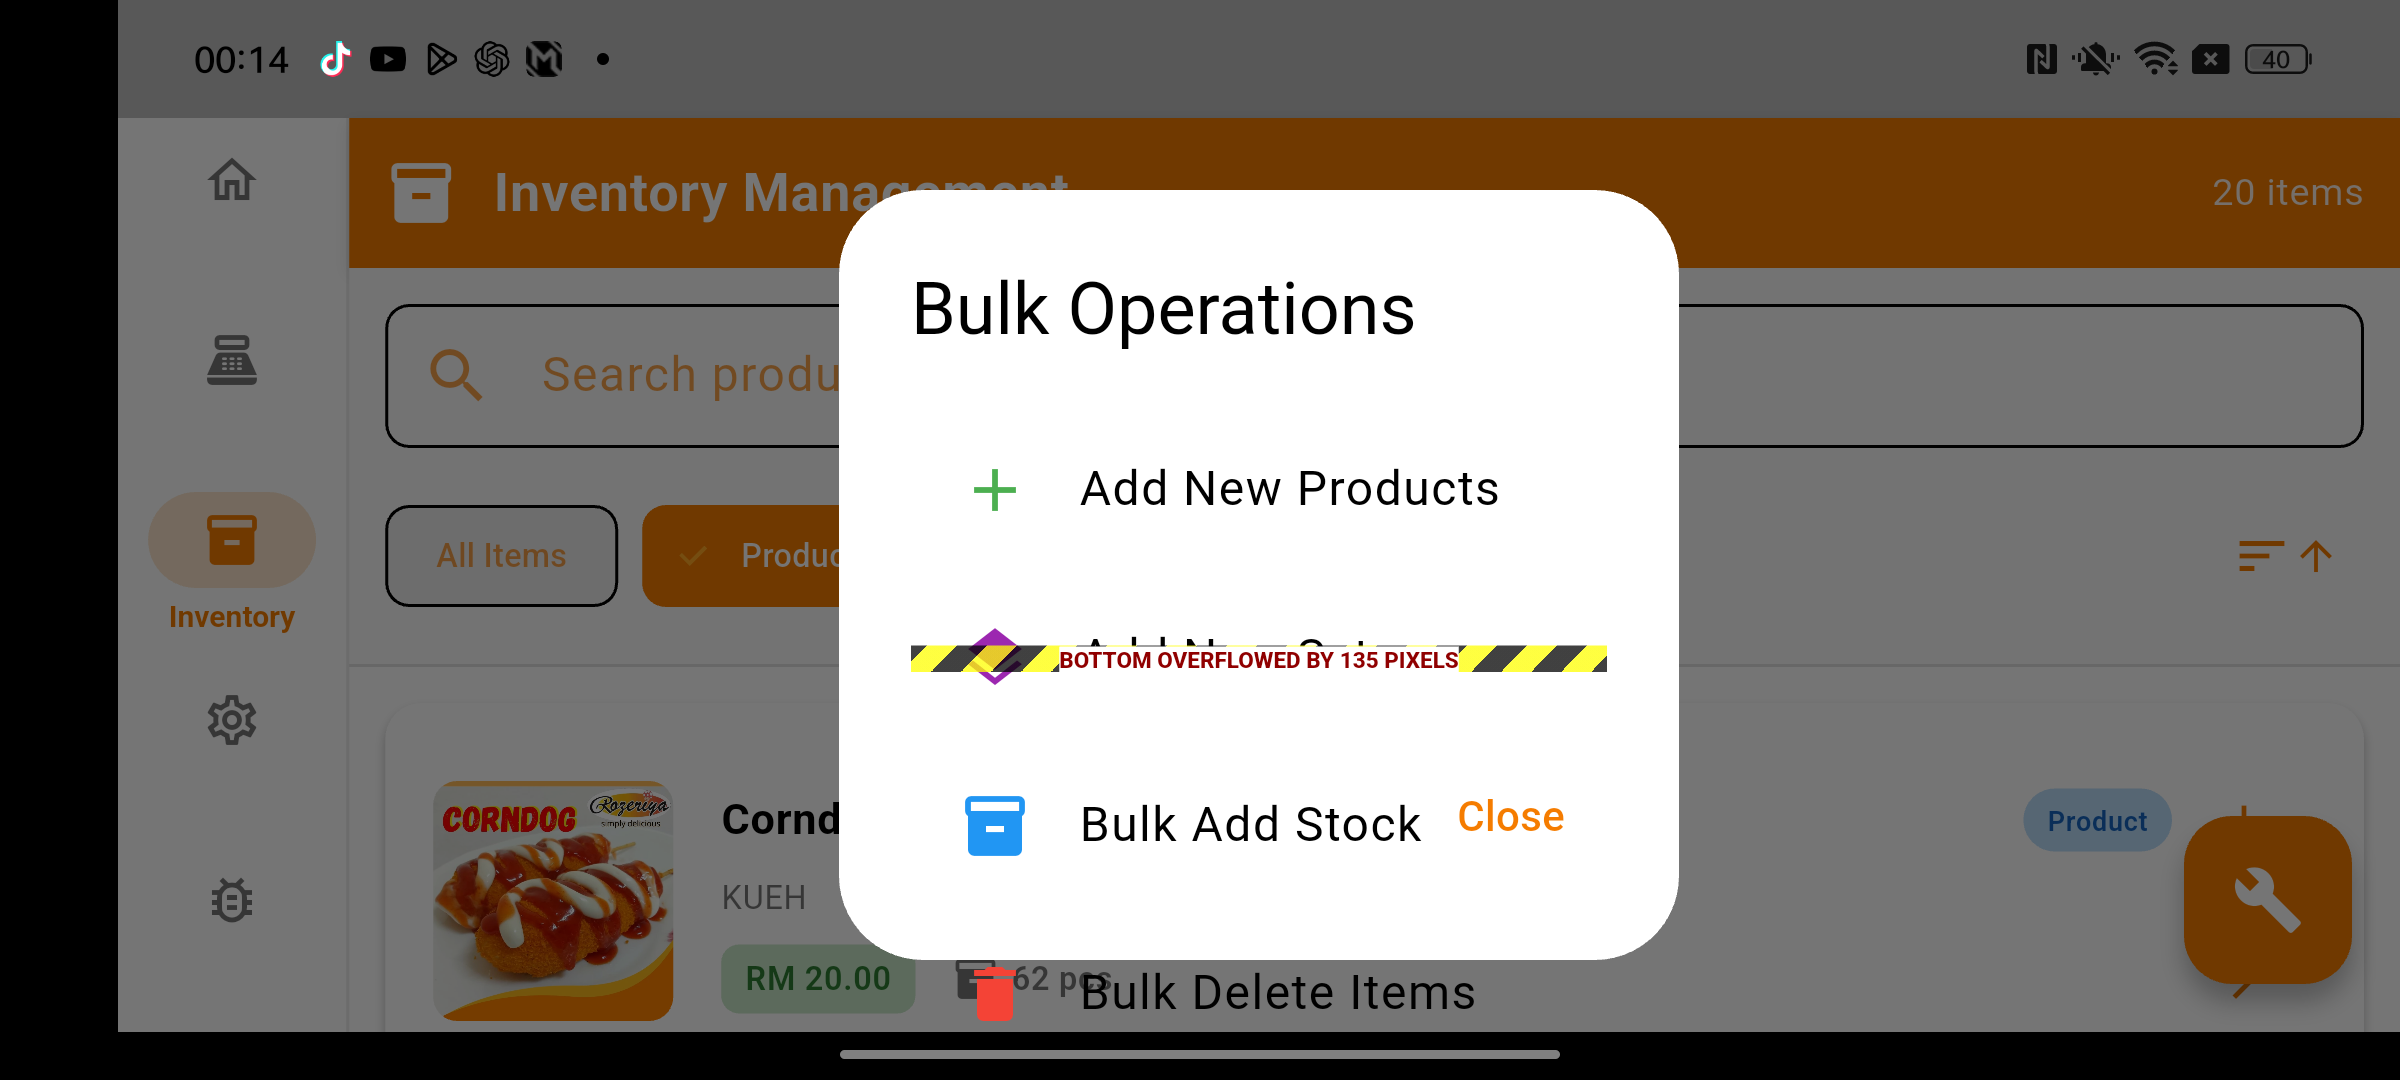 00:14
40
Inventory Management
20 items
Search produ
Bulk Operations
Add New Products
All Items
Produc
Inventory
Add New
BOTTOM OVERFLOWED BY 135 PIXELS
Bulk Add Stock
Close
CORNDOG
Rozeriya
simply delicious
Cornd
Product
KUEH
RM 20.00
62 pcs
Bulk Delete Items